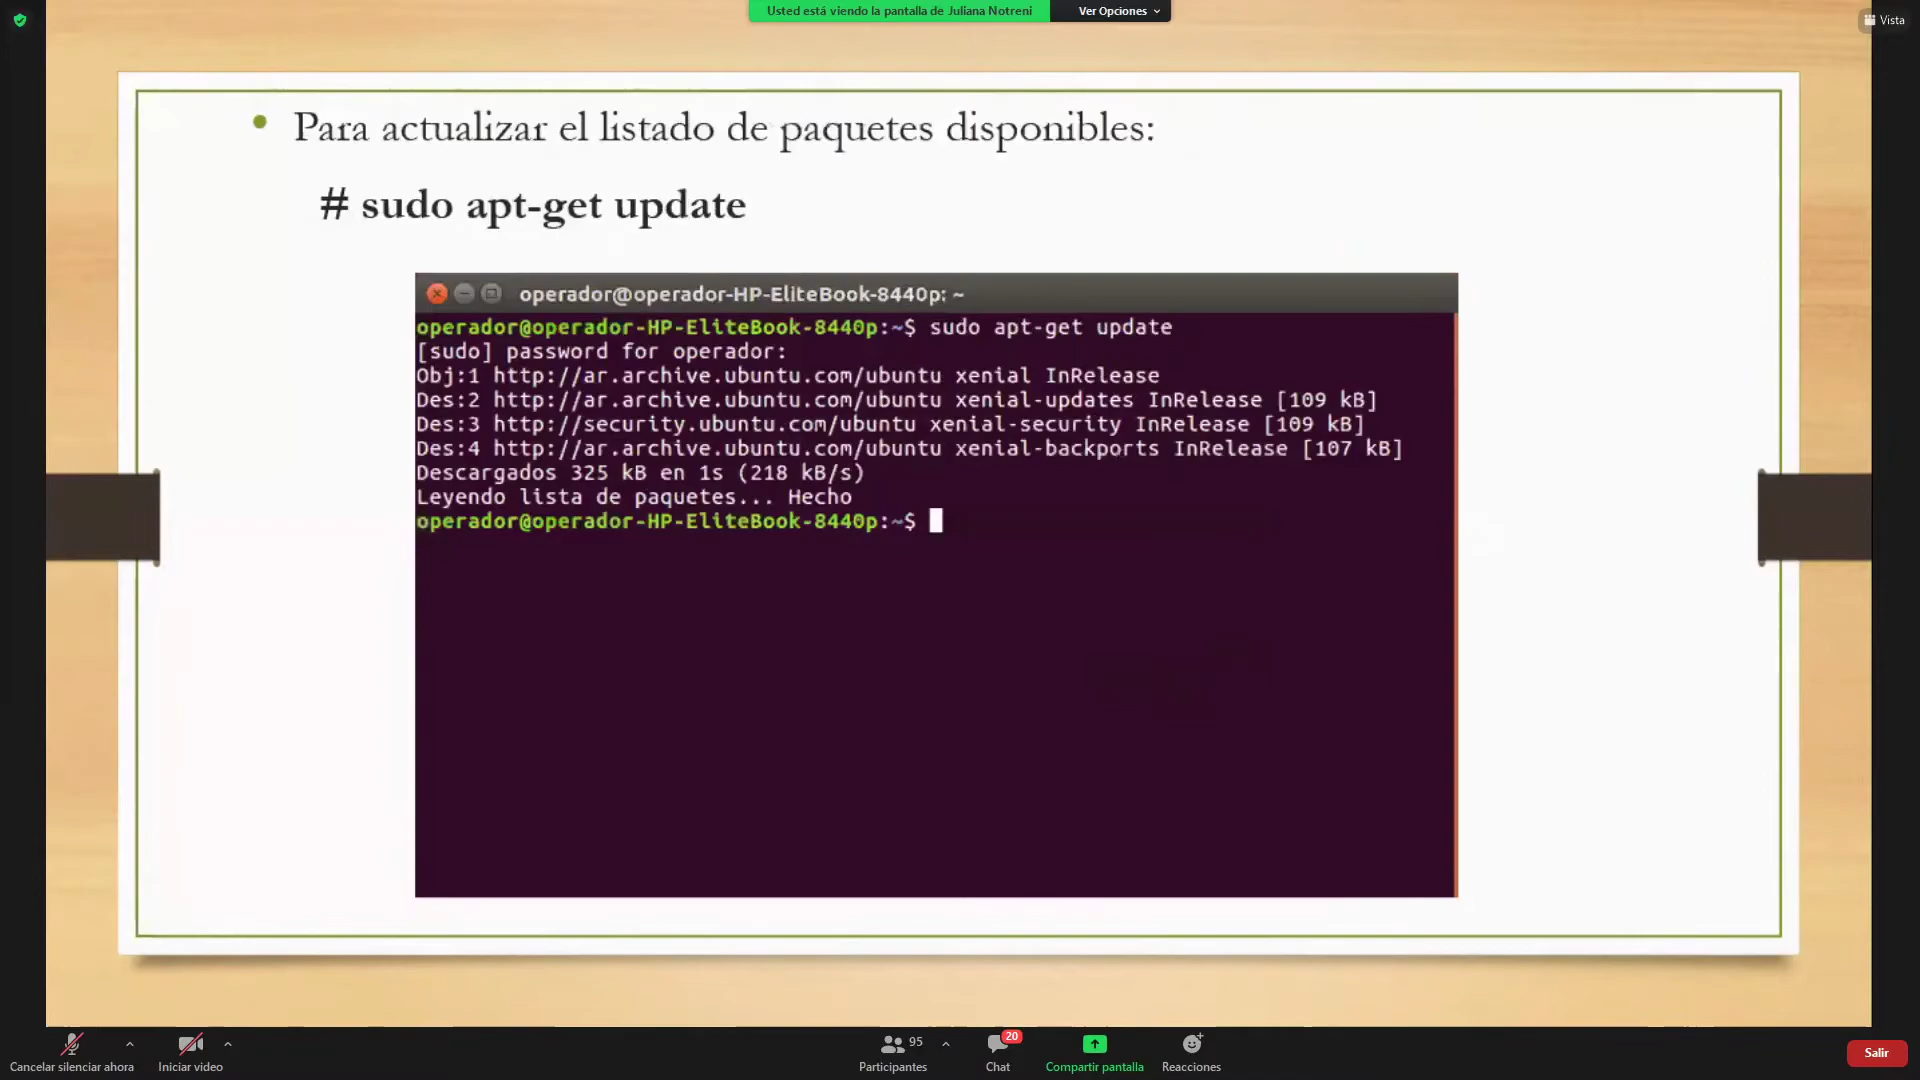 Usted está viendo la pantalla de Juliana Notreni
Ver Opciones
Vista
• Para actualizar el listado de paquetes disponibles:
# sudo apt-get update
operador@operador-HP-EliteBook-8440p: ~
operador@operador-HP-EliteBook-8440p:~$ sudo apt-get update
[sudo] password for operador:
Obj:1 http://ar.archive.ubuntu.com/ubuntu xenial InRelease
Des:2 http://ar.archive.ubuntu.com/ubuntu xenial-updates InRelease [109 kB]
Des:3 http://security.ubuntu.com/ubuntu xenial-security InRelease [109 kB]
Des:4 http://ar.archive.ubuntu.com/ubuntu xenial-backports InRelease [107 kB]
Descargados 325 kB en 1s (218 kB/s)
Leyendo lista de paquetes... Hecho
operador@operador-HP-EliteBook-8440p:~$
95
20
Cancelar silenciar ahora
Iniciar video
Participantes
Chat
Compartir pantalla
Reacciones
Salir